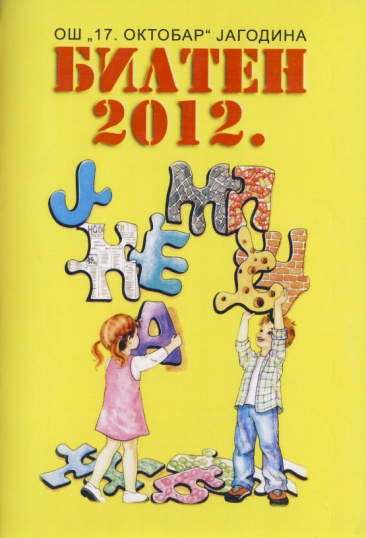 ОШ „17. ОКТОБАР“ ЈАГОДИНА
БИЛТЕН
2012.
Ј М П
Н Е Ц
А